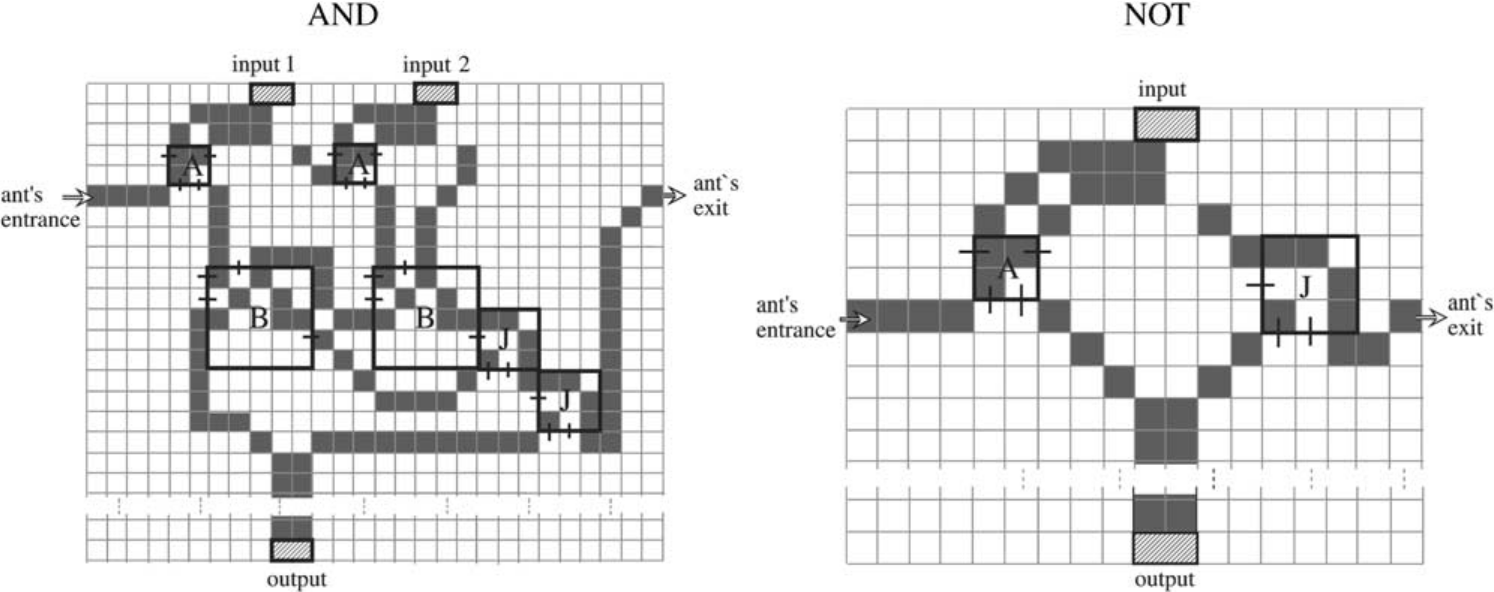 AND
input 1
input 2
A
A
ant's
entrance
ant`s
exit
B
B
J
J
output
NOT
input
A
J
ant's
entrance
ant`s
exit
output